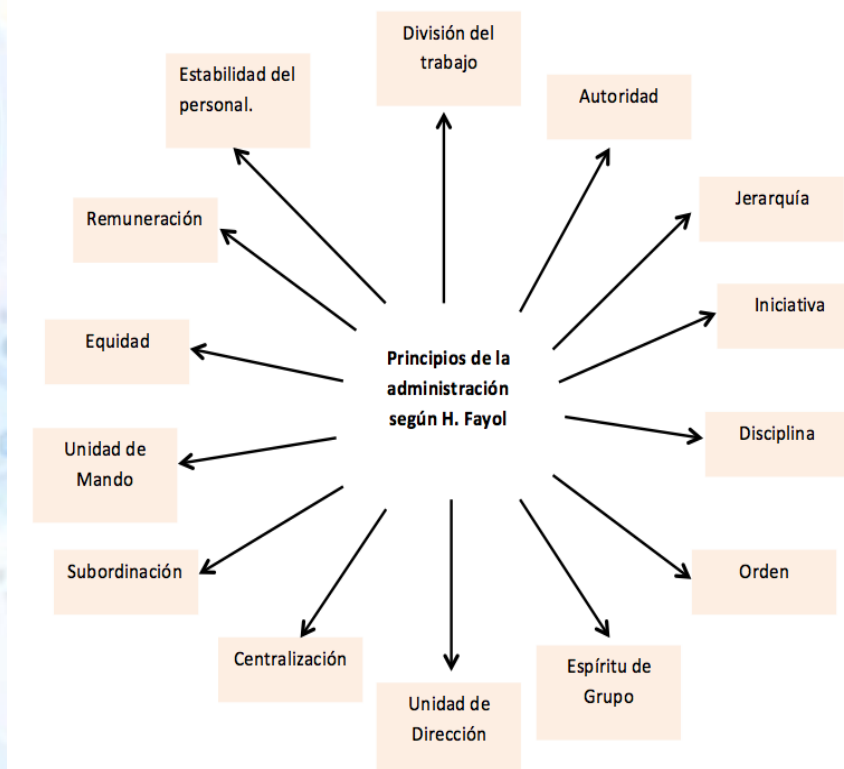 División del
trabajo
Estabilidad del
personal.
Autoridad
Jerarquía
Remuneración
Iniciativa
Equidad
Principios de la
administración
según H. Fayol
Disciplina
Unidad de
Mando
Subordinación
Orden
Centralización
Espíritu de
Grupo
Unidad de
Dirección